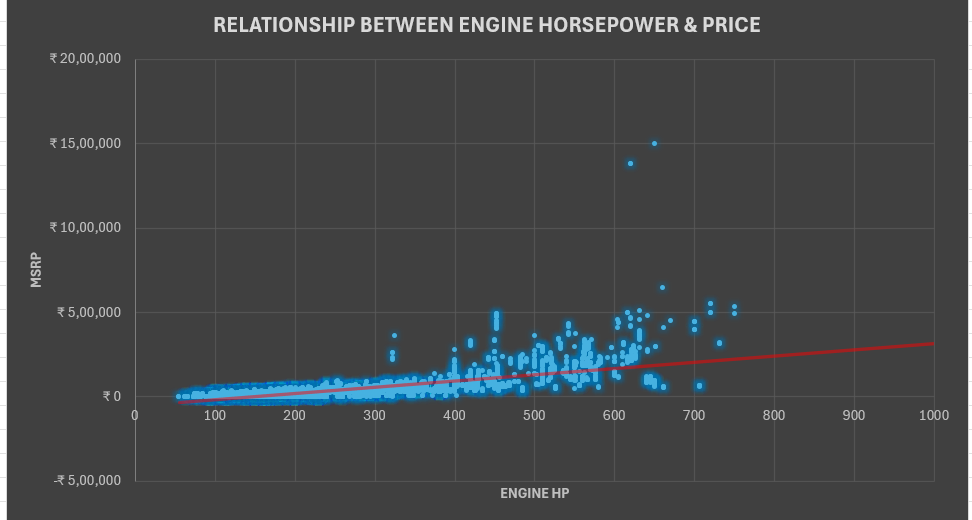 RELATIONSHIP BETWEEN ENGINE HORSEPOWER & PRICE
₹ 20,00,000
₹ 15,00,000
₹ 10,00,000
₹ 5,00,000
₹ 0
-₹ 5,00,000
MSRP
0 100 200 300 400 500 600 700 800 900 1000
ENGINE HP